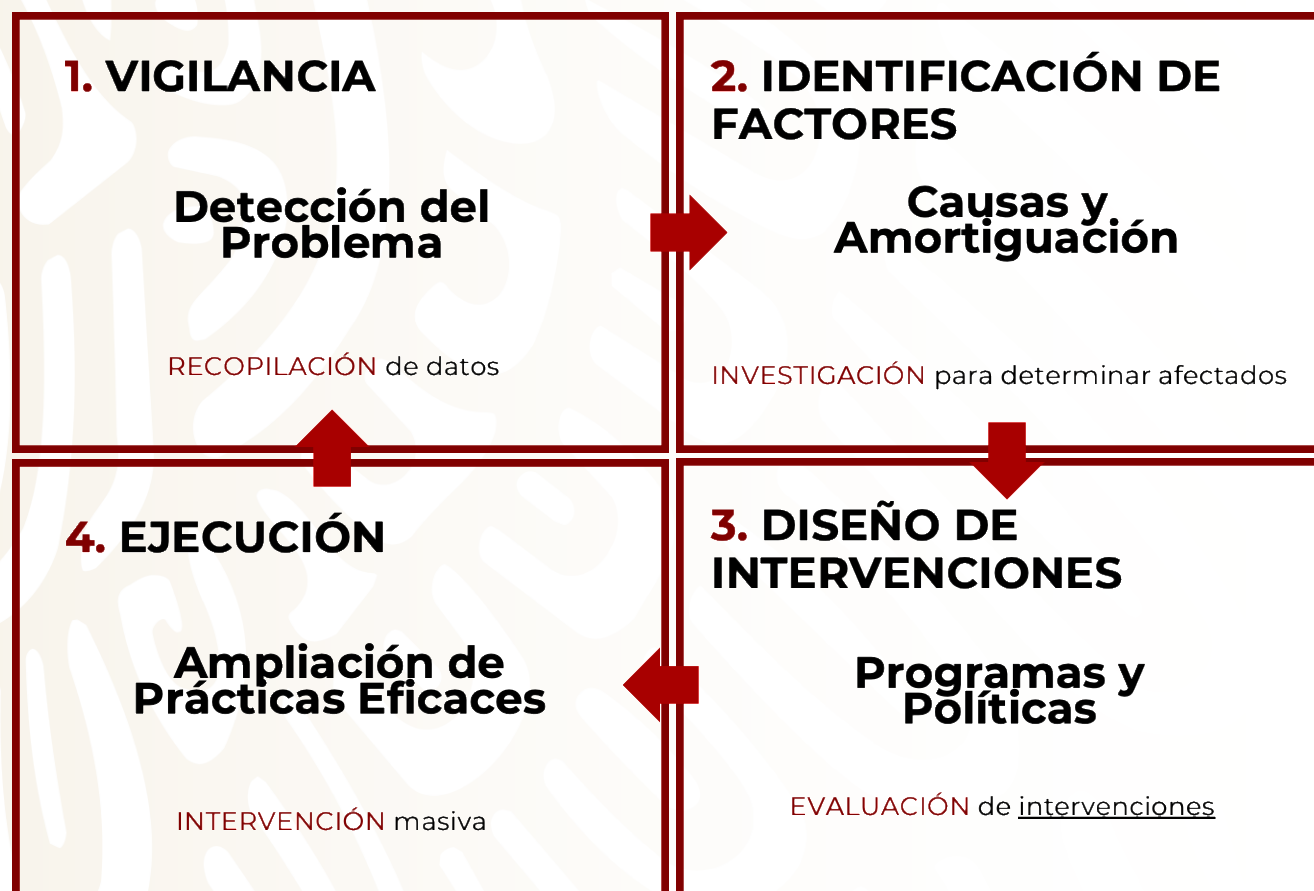 1. VIGILANCIA
Detección del
Problema
RECOPILACIÓN de datos
2. IDENTIFICACIÓN DE
FACTORES
Causas y
Amortiguación
INVESTIGACIÓN para determinar afectados
3. DISEÑO DE
INTERVENCIONES
Programas y
Políticas
EVALUACIÓN de intervenciones
4. EJECUCIÓN
Ampliación de
Prácticas Eficaces
INTERVENCIÓN masiva